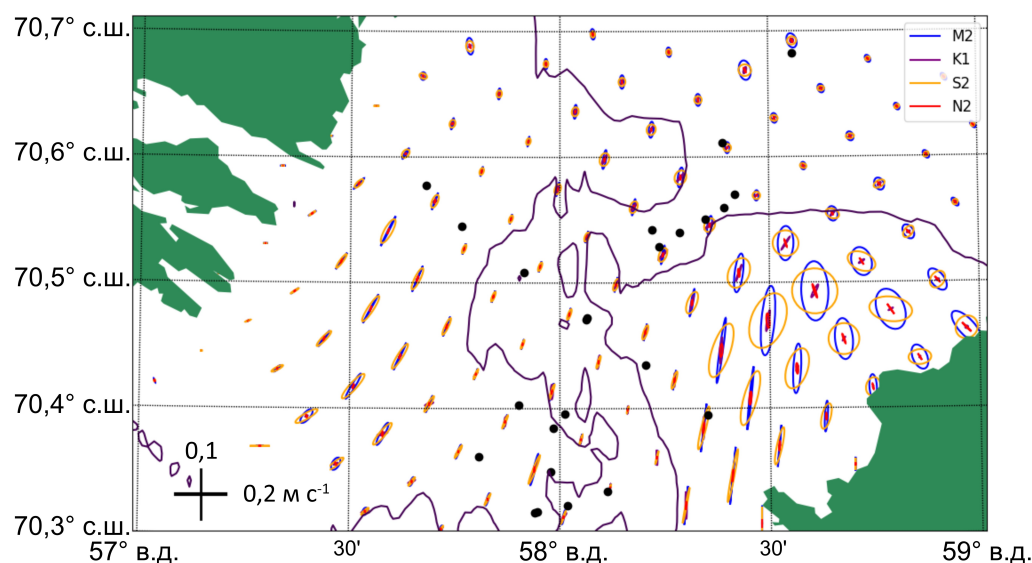 70,7° с.ш.
M2
K1
S2
N2
70,6° с.ш.
70,5° с.ш.
70,4° с.ш.
0,1
0,2 м с⁻¹
70,3° с.ш.
57° в.д.
30'
58° в.д.
30'
59° в.д.